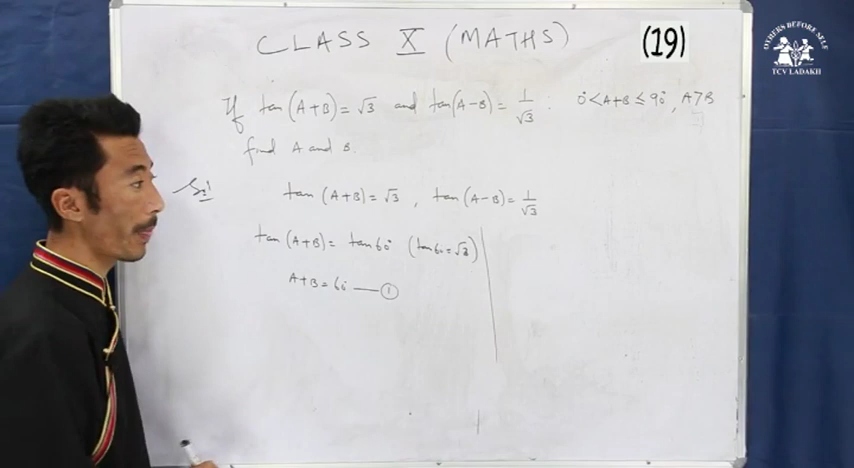 CLASS X (MATHS)
(19)
OTHERS BEFORE SELF
TCV LADAKH
If tan (A+B) = √3 and tan(A-B) = 1/√3 : 0° < A+B ≤ 90°, A>B
find A and B.
Sol
tan (A+B) = √3 , tan (A-B) = 1/√3
tan (A+B) = tan 60° (tan 60 = √3)
A+B = 60° — ①